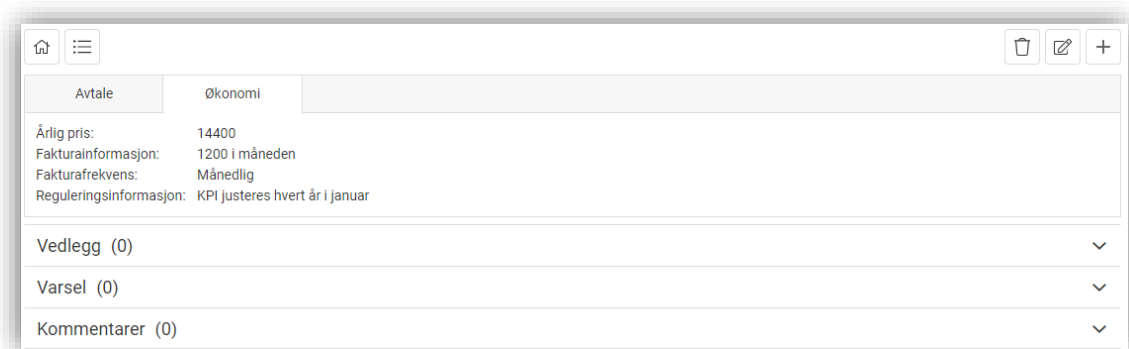 Avtale Økonomi
Årlig pris: 14400
Fakturainformasjon: 1200 i måneden
Fakturafrekvens: Månedlig
Reguleringsinformasjon: KPI justeres hvert år i januar
Vedlegg (0)
Varsel (0)
Kommentarer (0)